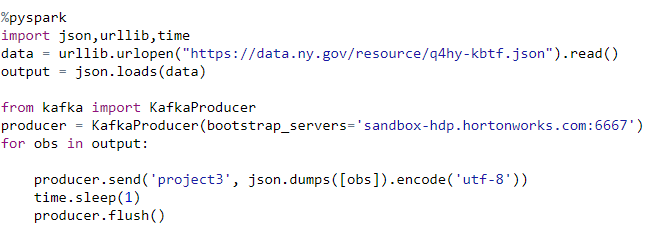 %pyspark
import json,urllib,time
data = urllib.urlopen("https://data.ny.gov/resource/q4hy-kbtf.json").read()
output = json.loads(data)

from kafka import KafkaProducer
producer = KafkaProducer(bootstrap_servers='sandbox-hdp.hortonworks.com:6667')
for obs in output:

    producer.send('project3', json.dumps([obs]).encode('utf-8'))
    time.sleep(1)
    producer.flush()